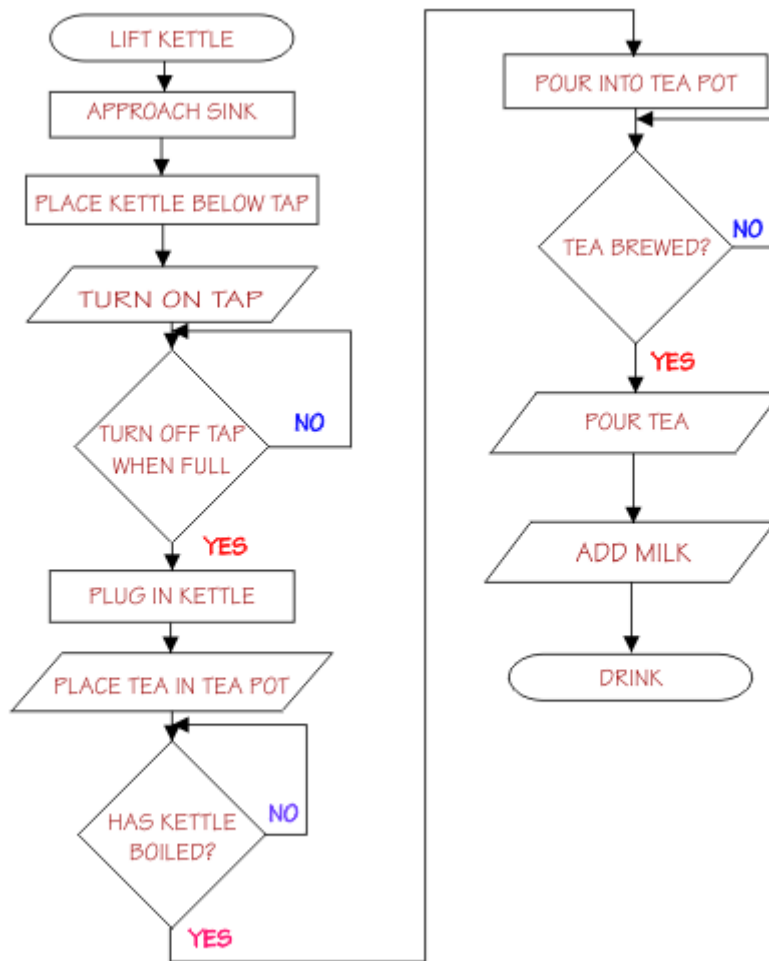 LIFT KETTLE
APPROACH SINK
PLACE KETTLE BELOW TAP
TURN ON TAP
TURN OFF TAP
WHEN FULL
NO
YES
PLUG IN KETTLE
PLACE TEA IN TEA POT
HAS KETTLE
BOILED?
NO
YES
POUR INTO TEA POT
TEA BREWED?
NO
YES
POUR TEA
ADD MILK
DRINK